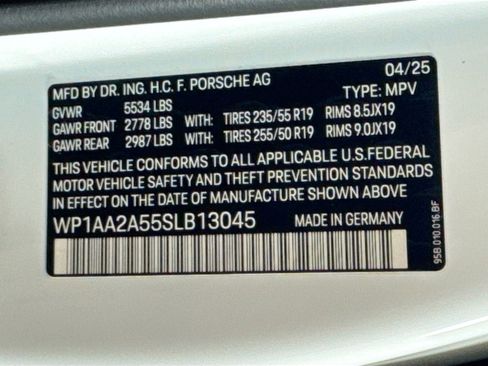 MFD BY DR. ING. H.C. F. PORSCHE AG 04/25
GVWR 5534 LBS TYPE: MPV
GAWR FRONT 2778 LBS WITH: TIRES 235/55 R19 RIMS 8.5JX19
GAWR REAR 2987 LBS WITH: TIRES 255/50 R19 RIMS 9.0JX19
THIS VEHICLE CONFORMS TO ALL APPLICABLE U.S.FEDERAL
MOTOR VEHICLE SAFETY AND THEFT PREVENTION STANDARDS
IN EFFECT ON THE DATE OF MANUFACTURE SHOWN ABOVE
WP1AA2A55SLB13045 MADE IN GERMANY
95B.010.016 BF